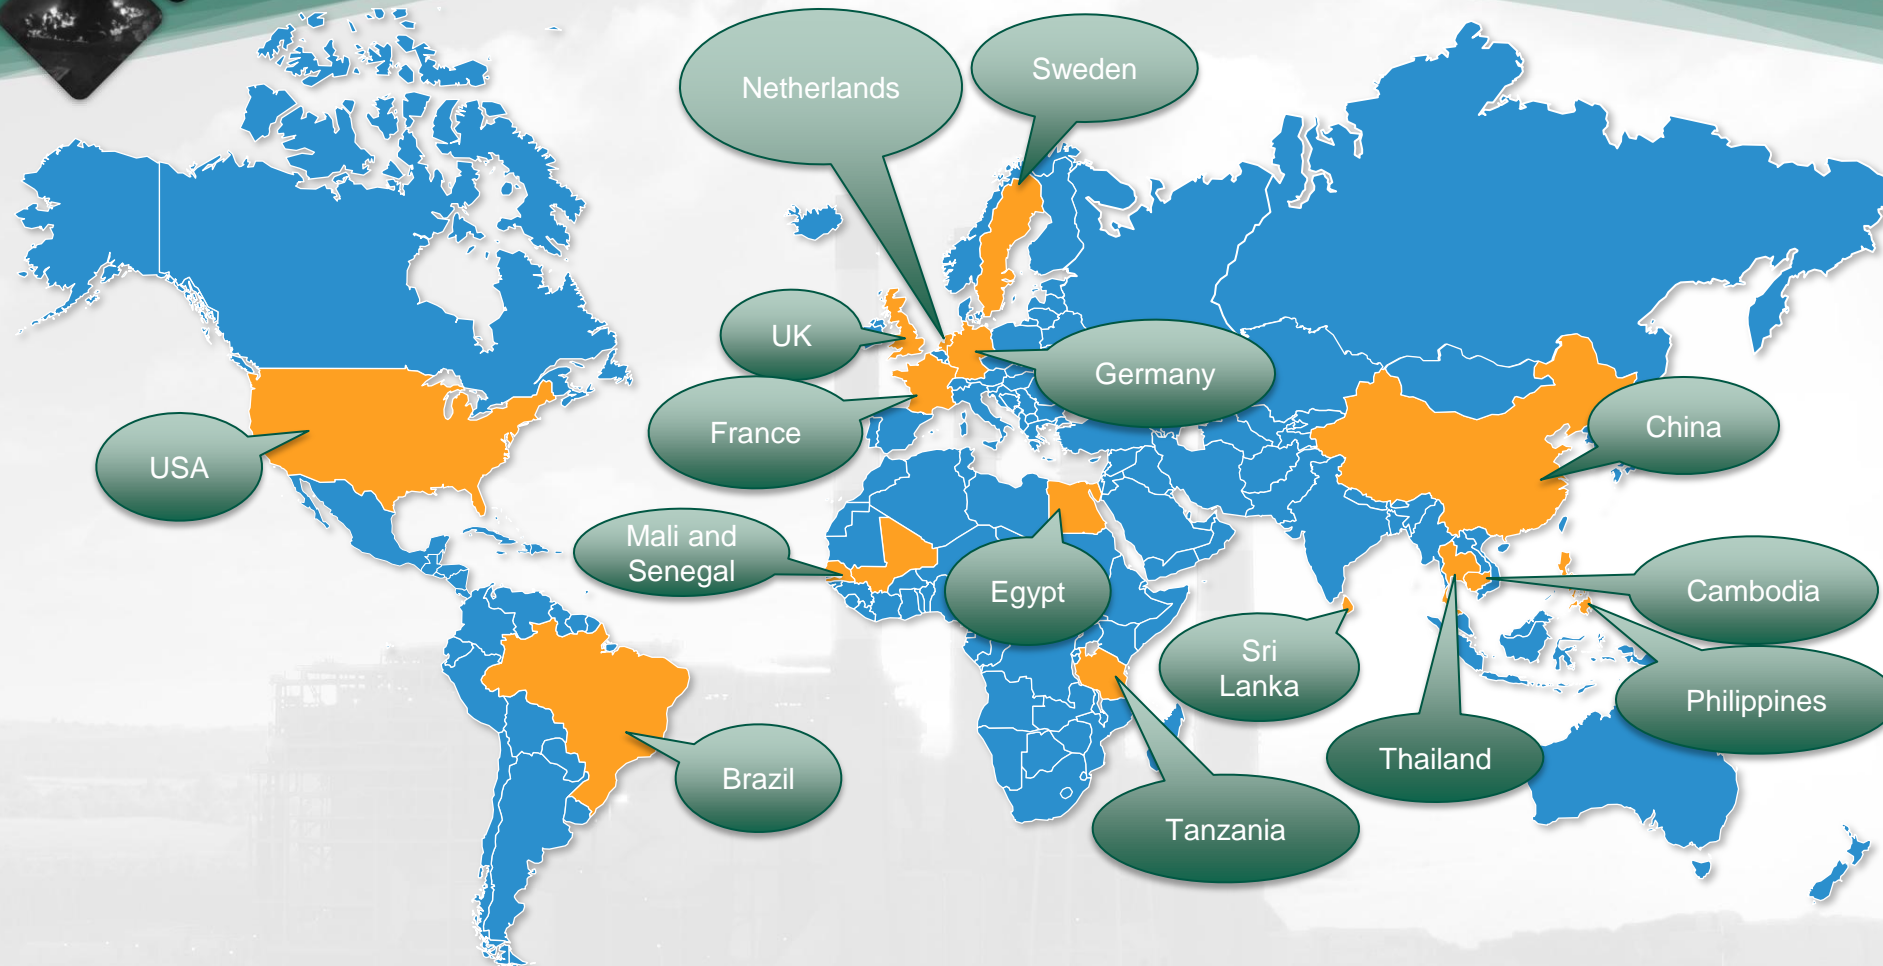 Netherlands
Sweden
UK
Germany
France
China
USA
Mali and
Senegal
Egypt
Cambodia
Sri
Lanka
Philippines
Thailand
Brazil
Tanzania